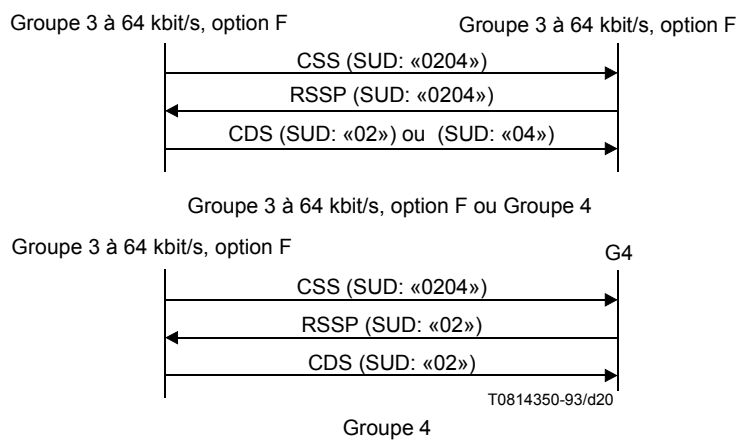 Groupe 3 à 64 kbit/s, option F
Groupe 3 à 64 kbit/s, option F
CSS (SUD: «0204»)
RSSP (SUD: «0204»)
CDS (SUD: «02») ou (SUD: «04»)
Groupe 3 à 64 kbit/s, option F ou Groupe 4
Groupe 3 à 64 kbit/s, option F
G4
CSS (SUD: «0204»)
RSSP (SUD: «02»)
CDS (SUD: «02»)
T0814350-93/d20
Groupe 4